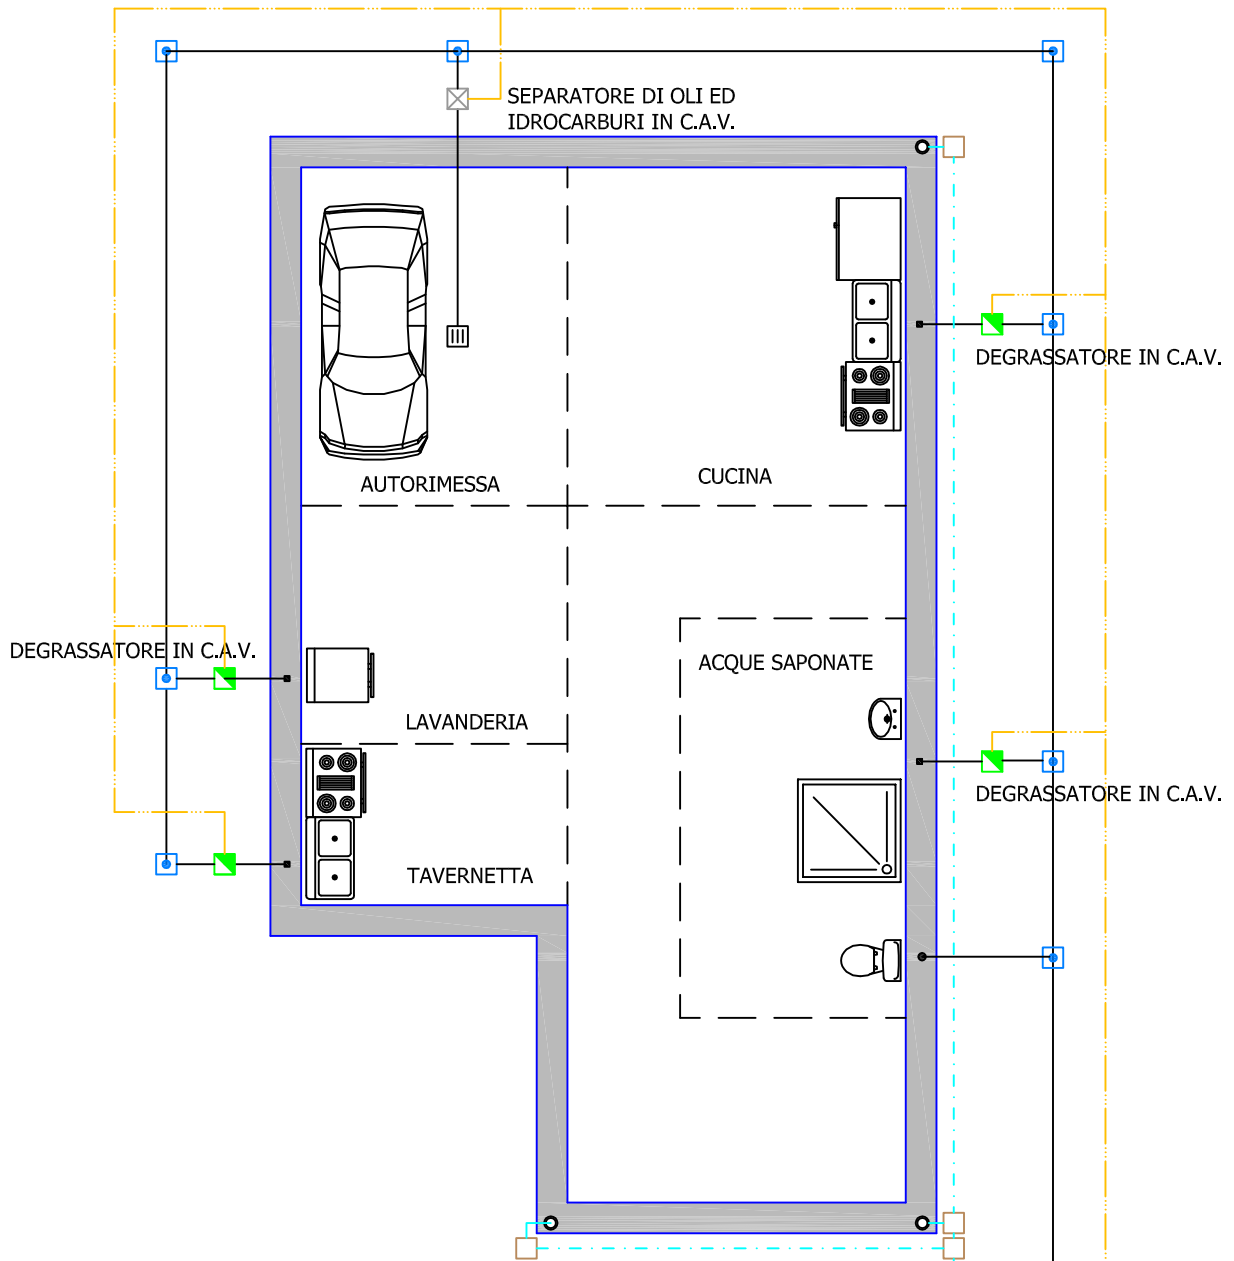 SEPARATORE DI OLI ED
IDROCARBURI IN C.A.V.
DEGRASSATORE IN C.A.V.
AUTORIMESSA
CUCINA
DEGRASSATORE IN C.A.V.
ACQUE SAPONATE
LAVANDERIA
DEGRASSATORE IN C.A.V.
TAVERNETTA